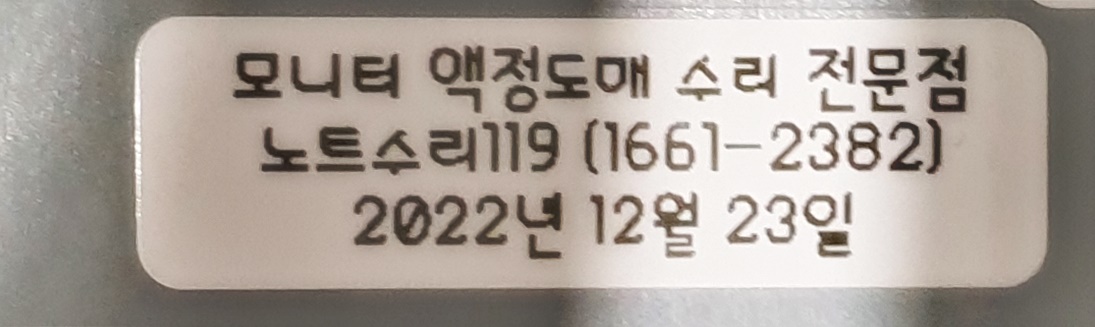 모니터 액정도매 수리 전문점
노트수리119 (1661-2382)
2022년 12월 23일